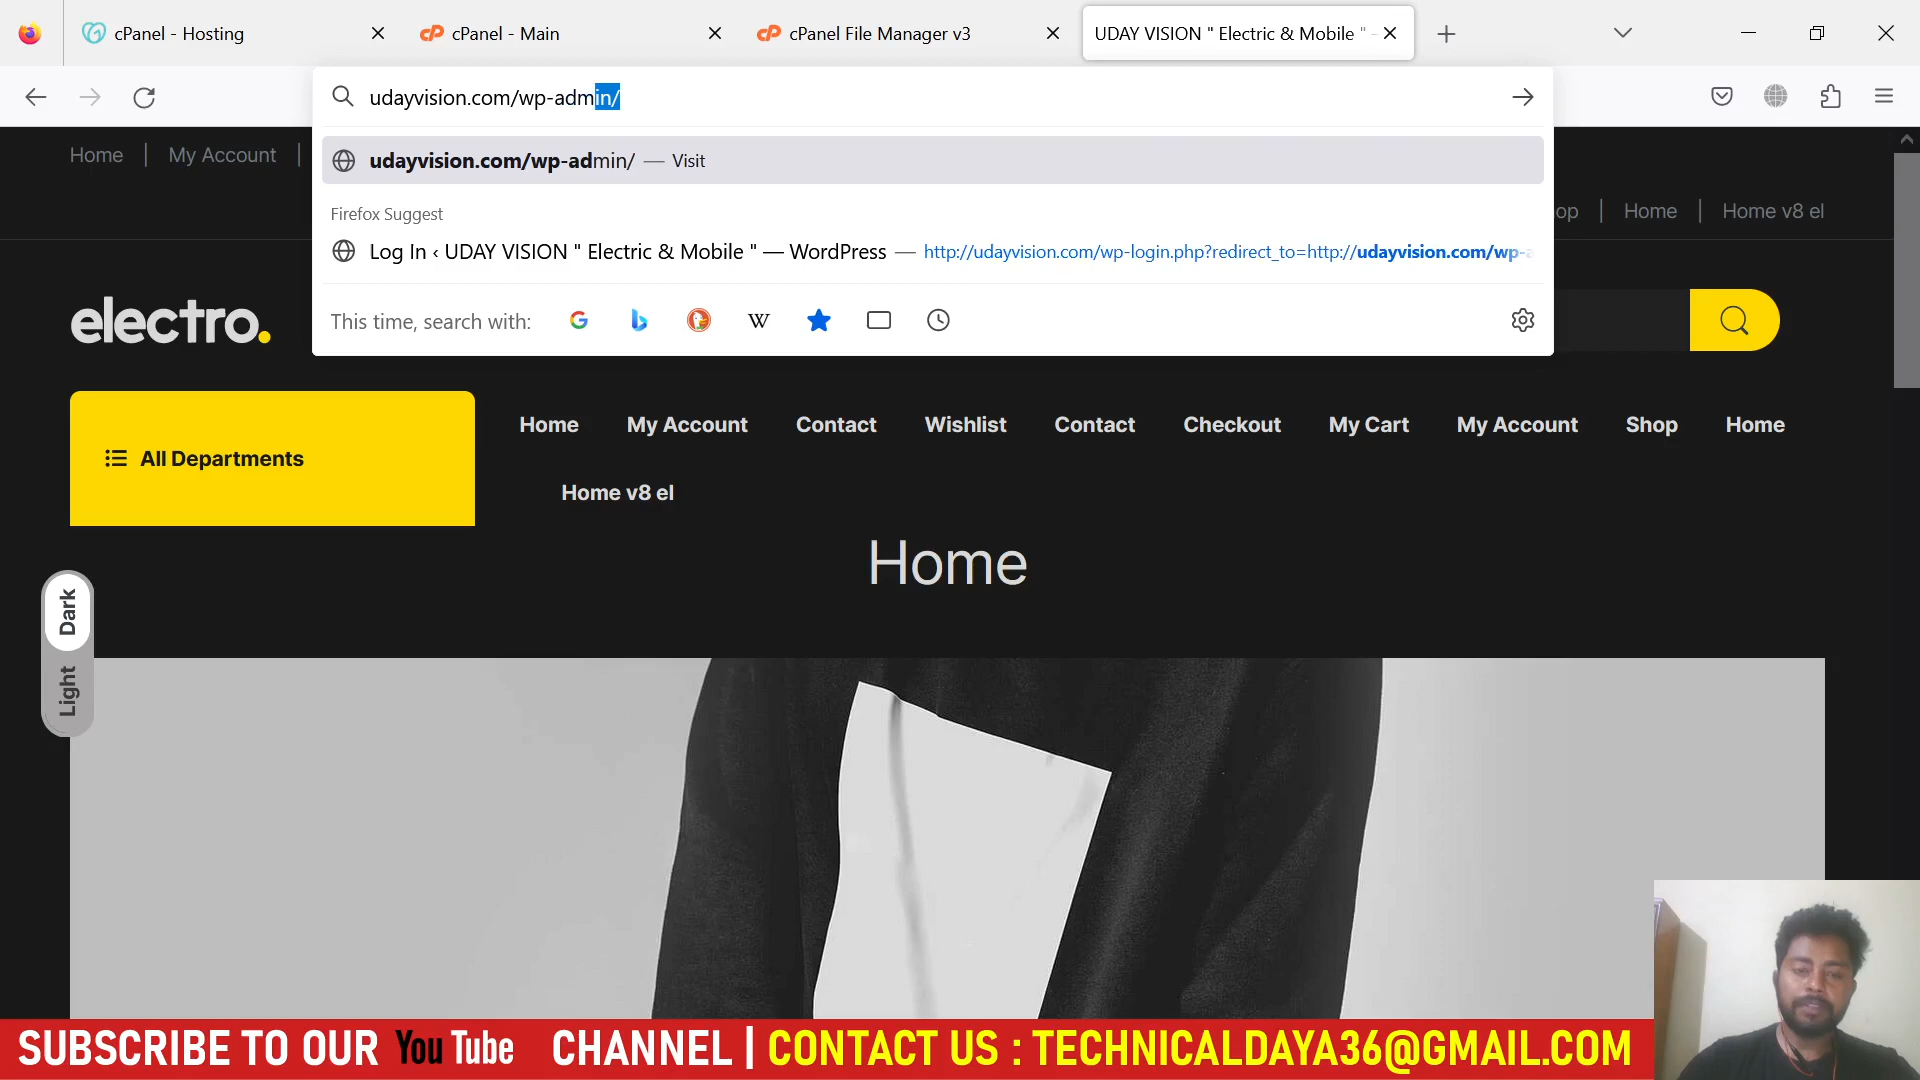 cPanel - Hosting
cPanel - Main
cPanel File Manager v3
UDAY VISION " Electric & Mobile "
udayvision.com/wp-admin/
udayvision.com/wp-admin/ — Visit
Firefox Suggest
Log In ‹ UDAY VISION " Electric & Mobile " — WordPress — http://udayvision.com/wp-login.php?redirect_to=http://udayvision.com/wp-a
This time, search with:
W
Home | My Account |
op | Home | Home v8 el
electro.
All Departments
Home My Account Contact Wishlist Contact Checkout My Cart My Account Shop Home
Home v8 el
Home
Dark
Light
SUBSCRIBE TO OUR YouTube CHANNEL | CONTACT US : TECHNICALDAYA36@GMAIL.COM